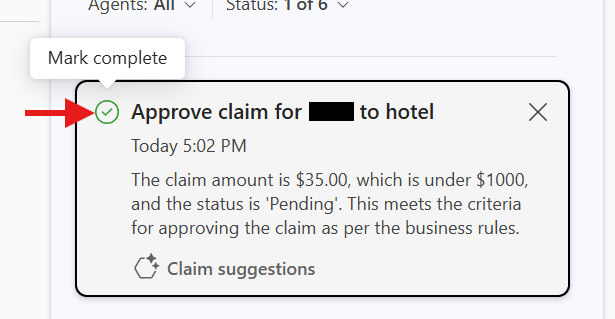 Agents: All Status: 1 of 6
Mark complete
Approve claim for to hotel
Today 5:02 PM
The claim amount is $35.00, which is under $1000,
and the status is 'Pending'. This meets the criteria
for approving the claim as per the business rules.
Claim suggestions